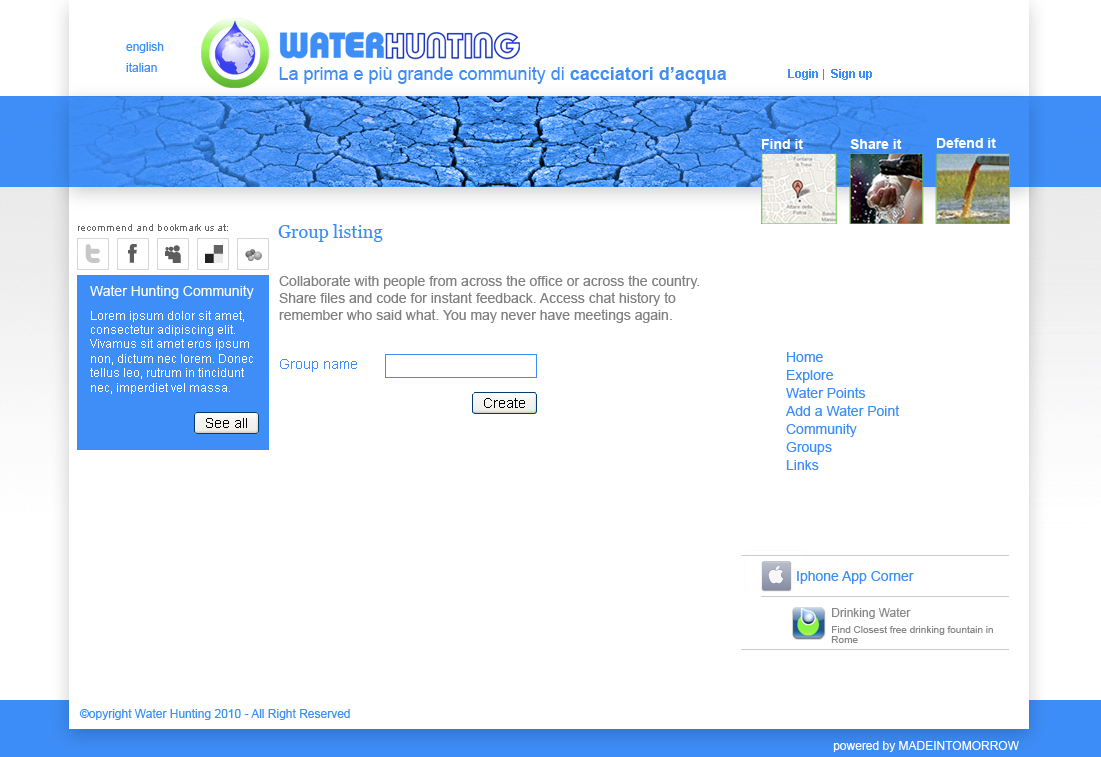 english
italian
WATERHUNTING
La prima e più grande community di cacciatori d'acqua
Login | Sign up
Find it
Share it
Defend it
recommend and bookmark us at:
Water Hunting Community
Lorem ipsum dolor sit amet,
consectetur adipiscing elit.
Vivamus sit amet eros ipsum
non, dictum nec lorem. Donec
tellus leo, rutrum in tincidunt
nec, imperdiet vel massa.
See all
Group listing
Collaborate with people from across the office or across the country.
Share files and code for instant feedback. Access chat history to
remember who said what. You may never have meetings again.
Group name
Create
Home
Explore
Water Points
Add a Water Point
Community
Groups
Links
Iphone App Corner
Drinking Water
Find Closest free drinking fountain in
Rome
©opyright Water Hunting 2010 - All Right Reserved
powered by MADEINTOMORROW